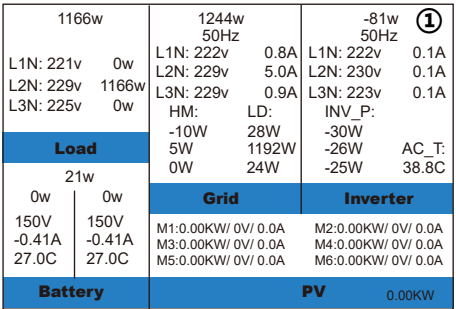 1166w
L1N: 221v 0w
L2N: 229v 1166w
L3N: 225v 0w
Load
1244w
50Hz
L1N: 222v 0.8A
L2N: 229v 5.0A
L3N: 229v 0.9A
HM: LD:
-10W 28W
5W 1192W
0W 24W
Grid
-81w ①
50Hz
L1N: 222v 0.1A
L2N: 230v 0.1A
L3N: 223v 0.1A
INV_P:
-30W
-26W AC_T:
-25W 38.8C
Inverter
21w
0w 0w
150V 150V
-0.41A -0.41A
27.0C 27.0C
Battery
M1:0.00KW/ 0V/ 0.0A M2:0.00KW/ 0V/ 0.0A
M3:0.00KW/ 0V/ 0.0A M4:0.00KW/ 0V/ 0.0A
M5:0.00KW/ 0V/ 0.0A M6:0.00KW/ 0V/ 0.0A
PV 0.00KW